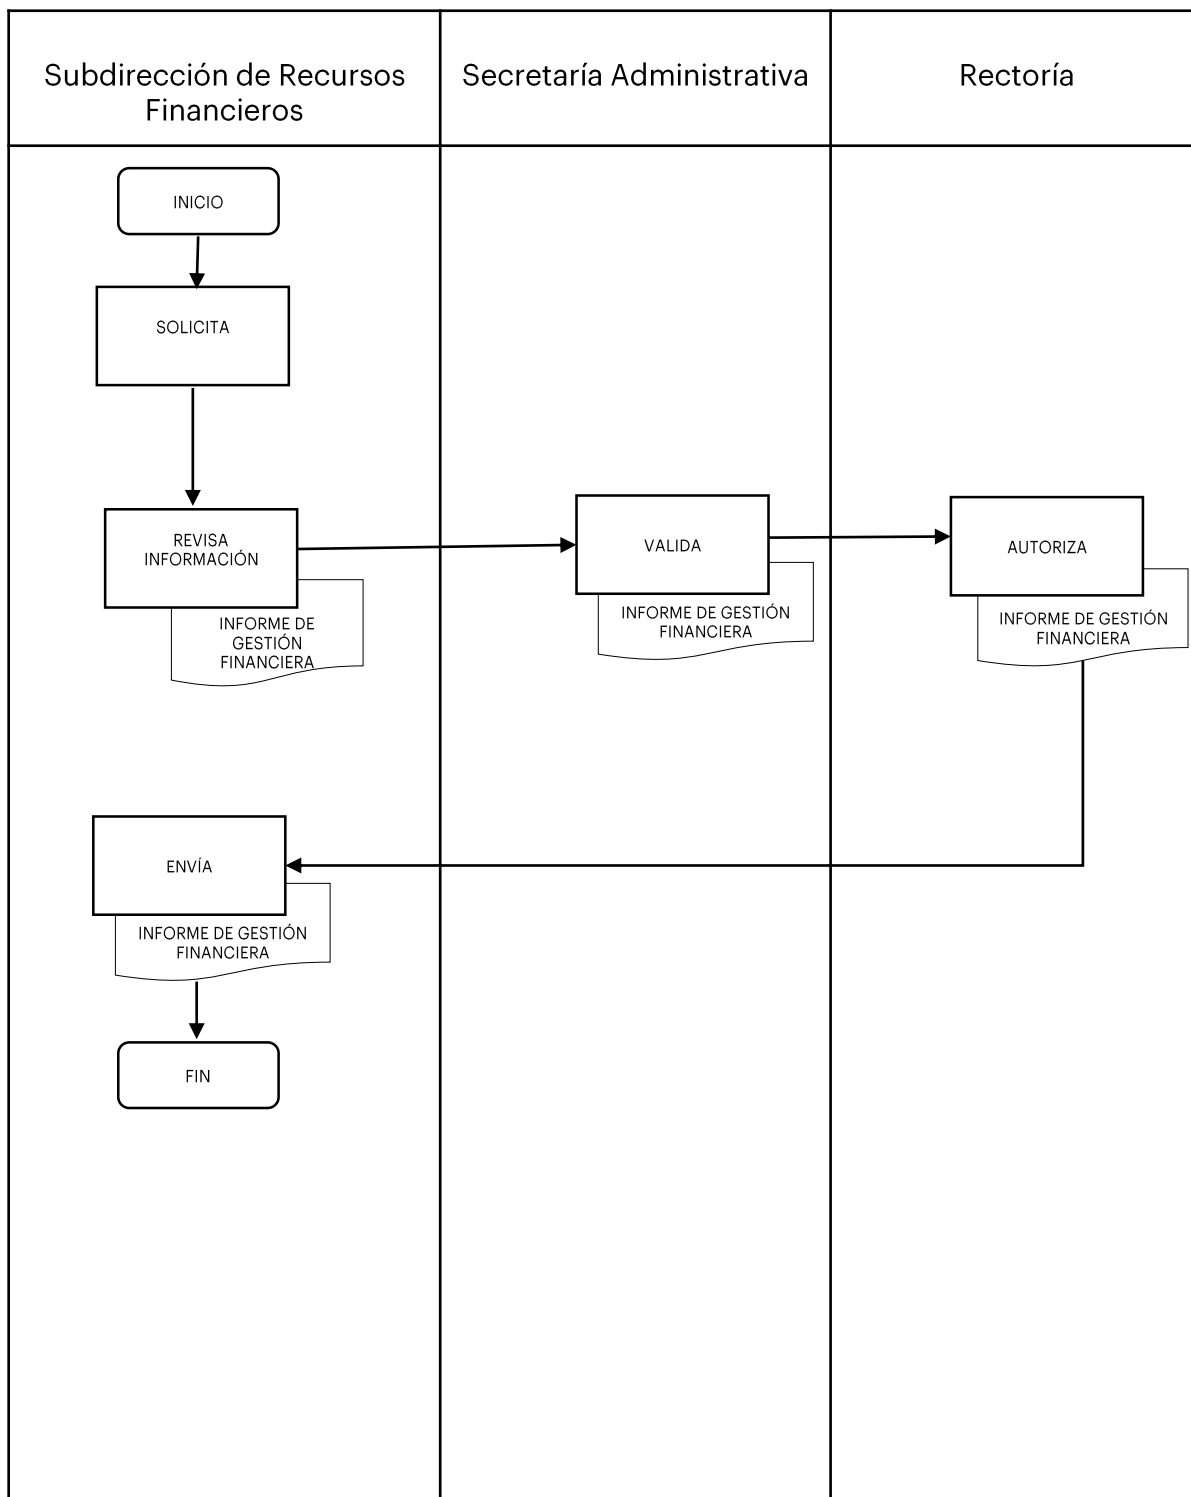 Subdirección de Recursos
Financieros
Secretaría Administrativa
Rectoría
INICIO
SOLICITA
REVISA
INFORMACIÓN
INFORME DE
GESTIÓN
FINANCIERA
VALIDA
INFORME DE GESTIÓN
FINANCIERA
AUTORIZA
INFORME DE GESTIÓN
FINANCIERA
ENVÍA
INFORME DE GESTIÓN
FINANCIERA
FIN